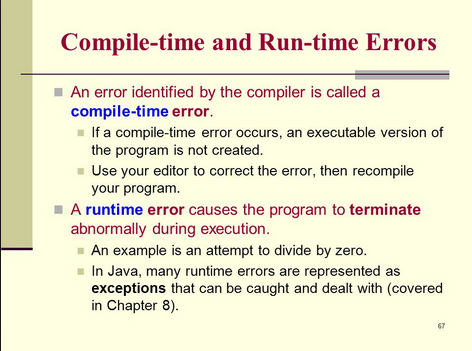 Compile-time and Run-time Errors
An error identified by the compiler is called a
compile-time error.
If a compile-time error occurs, an executable version of
the program is not created.
Use your editor to correct the error, then recompile
your program.
A runtime error causes the program to terminate
abnormally during execution.
An example is an attempt to divide by zero.
In Java, many runtime errors are represented as
exceptions that can be caught and dealt with (covered
in Chapter 8).
67